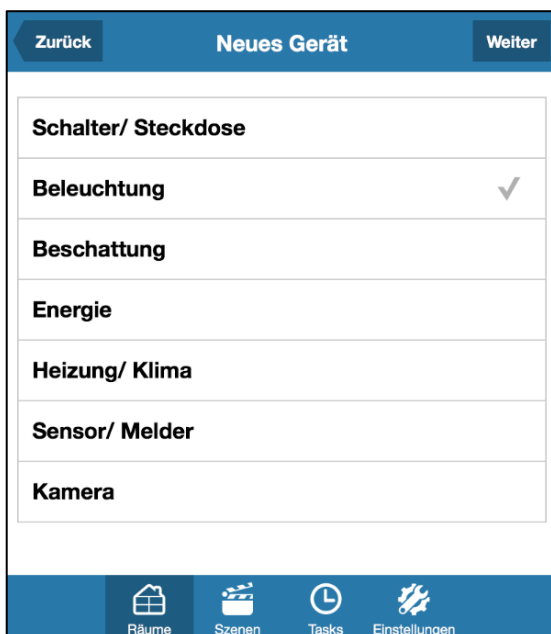 Zurück Neues Gerät Weiter
Schalter/ Steckdose
Beleuchtung
Beschattung
Energie
Heizung/ Klima
Sensor/ Melder
Kamera
Räume Szenen Tasks Einstellungen